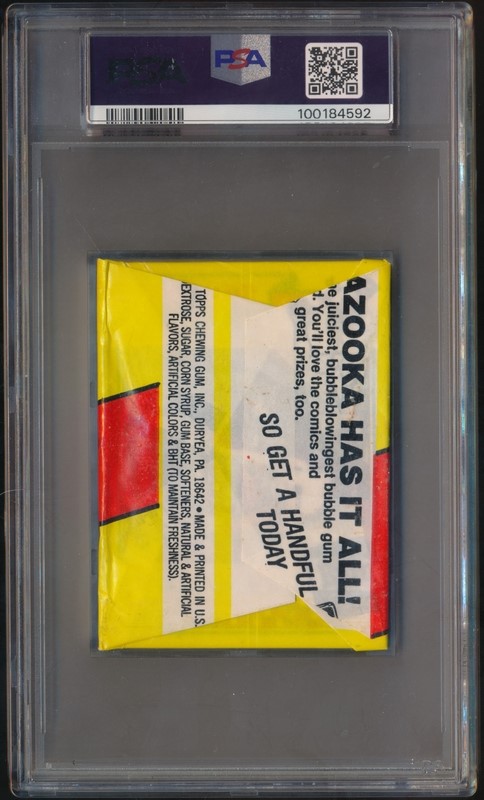 PSA
100184592
AZOOKA HAS IT ALL!
e juiciest, bubbleblowingest bubble gum
d. You'll love the comics and
great prizes, too.
SO GET A HANDFUL
TODAY
TOPPS CHEWING GUM, INC., DURYEA, PA. 18642 • MADE & PRINTED IN U.S.
EXTROSE, SUGAR, CORN SYRUP, GUM BASE, SOFTENERS, NATURAL & ARTIFICIAL
FLAVORS, ARTIFICIAL COLORS & BHT (TO MAINTAIN FRESHNESS).